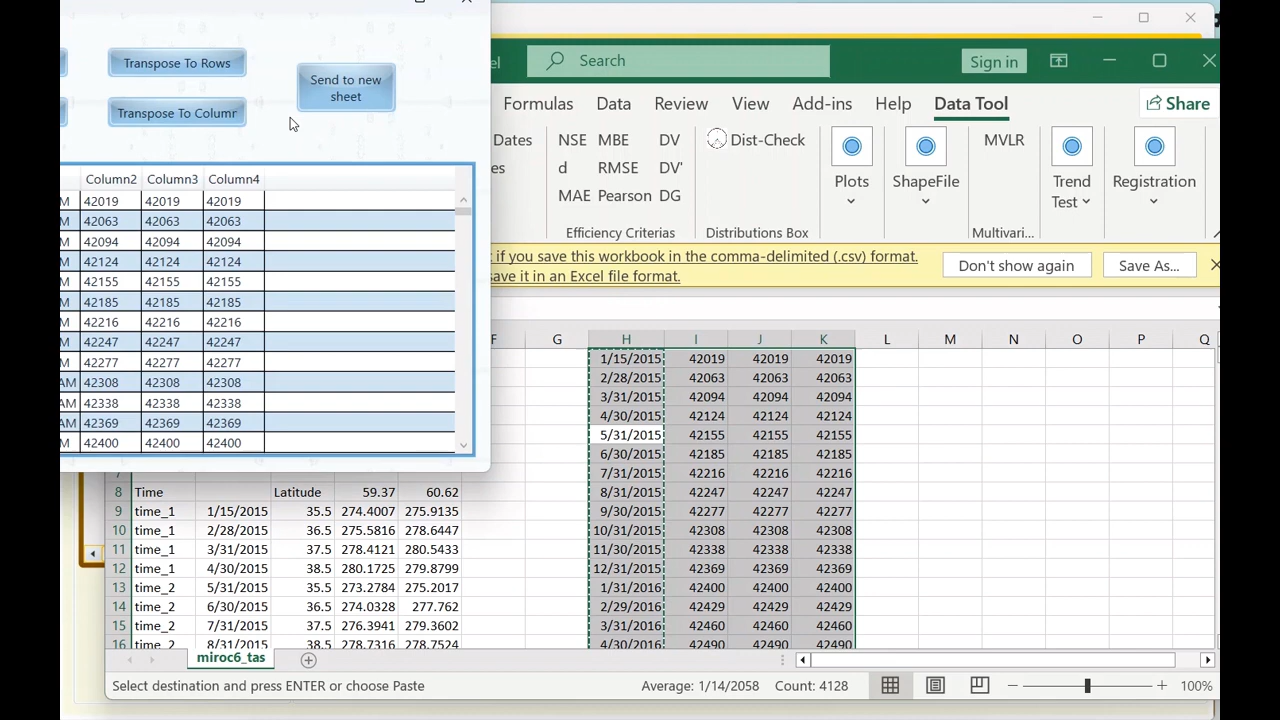 Transpose To Rows
Transpose To Column
Send to new
sheet
Column2 Column3 Column4
M 42019 42019 42019
M 42063 42063 42063
M 42094 42094 42094
M 42124 42124 42124
M 42155 42155 42155
M 42185 42185 42185
M 42216 42216 42216
M 42247 42247 42247
M 42277 42277 42277
AM 42308 42308 42308
AM 42338 42338 42338
AM 42369 42369 42369
M 42400 42400 42400
el
Search
Sign in
Formulas Data Review View Add-ins Help Data Tool
Share
Dates
es
NSE MBE DV
d RMSE DV'
MAE Pearson DG
Efficiency Criterias
Dist-Check
Distributions Box
Plots
ShapeFile
MVLR
Multivari...
Trend
Test
Registration
if you save this workbook in the comma-delimited (.csv) format.
save it in an Excel file format.
Don't show again
Save As...
F G H I J K L M N O P Q
1/15/2015 42019 42019 42019
2/28/2015 42063 42063 42063
3/31/2015 42094 42094 42094
4/30/2015 42124 42124 42124
5/31/2015 42155 42155 42155
6/30/2015 42185 42185 42185
7/31/2015 42216 42216 42216
8 Time Latitude 59.37 60.62 8/31/2015 42247 42247 42247
9 time_1 1/15/2015 35.5 274.4007 275.9135 9/30/2015 42277 42277 42277
10 time_1 2/28/2015 36.5 275.5816 278.6447 10/31/2015 42308 42308 42308
11 time_1 3/31/2015 37.5 278.4121 280.5433 11/30/2015 42338 42338 42338
12 time_1 4/30/2015 38.5 280.1725 279.8799 12/31/2015 42369 42369 42369
13 time_2 5/31/2015 35.5 273.2784 275.2017 1/31/2016 42400 42400 42400
14 time_2 6/30/2015 36.5 274.0328 277.762 2/29/2016 42429 42429 42429
15 time_2 7/31/2015 37.5 276.3941 279.3602 3/31/2016 42460 42460 42460
16 time_2 8/31/2015 38.5 278.7316 278.7524 4/30/2016 42490 42490 42490
miroc6_tas
Select destination and press ENTER or choose Paste
Average: 1/14/2058 Count: 4128
100%